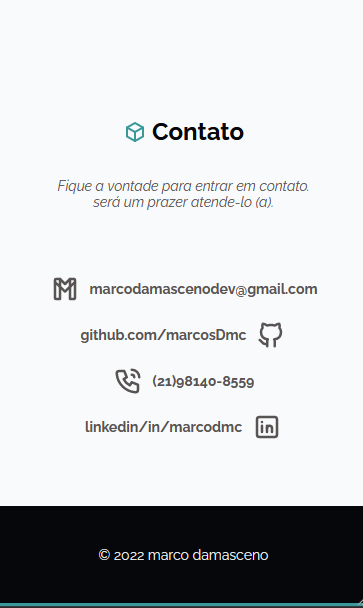 Contato
Fique a vontade para entrar em contato.
será um prazer atende-lo (a).
marcodamascenodev@gmail.com
github.com/marcosDmc
(21)98140-8559
linkedin/in/marcodmc
© 2022 marco damasceno